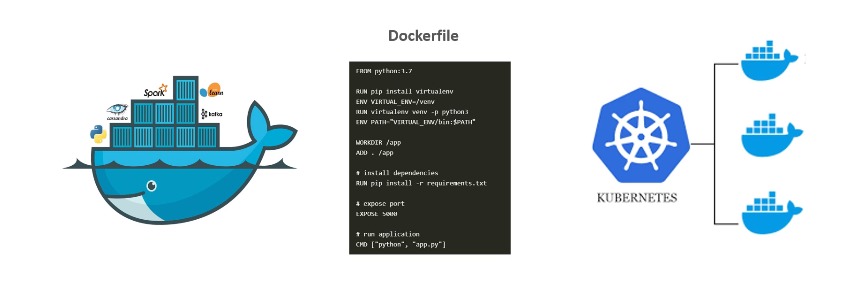 Dockerfile
Spark
learn
cassandra
kafka
FROM python:3.7
RUN pip install virtualenv
ENV VIRTUAL_ENV=/venv
RUN virtualenv venv -p python3
ENV PATH="VIRTUAL_ENV/bin:$PATH"
WORKDIR /app
ADD . /app
# install dependencies
RUN pip install -r requirements.txt
# expose port
EXPOSE 5000
# run application
CMD ["python", "app.py"]
KUBERNETES